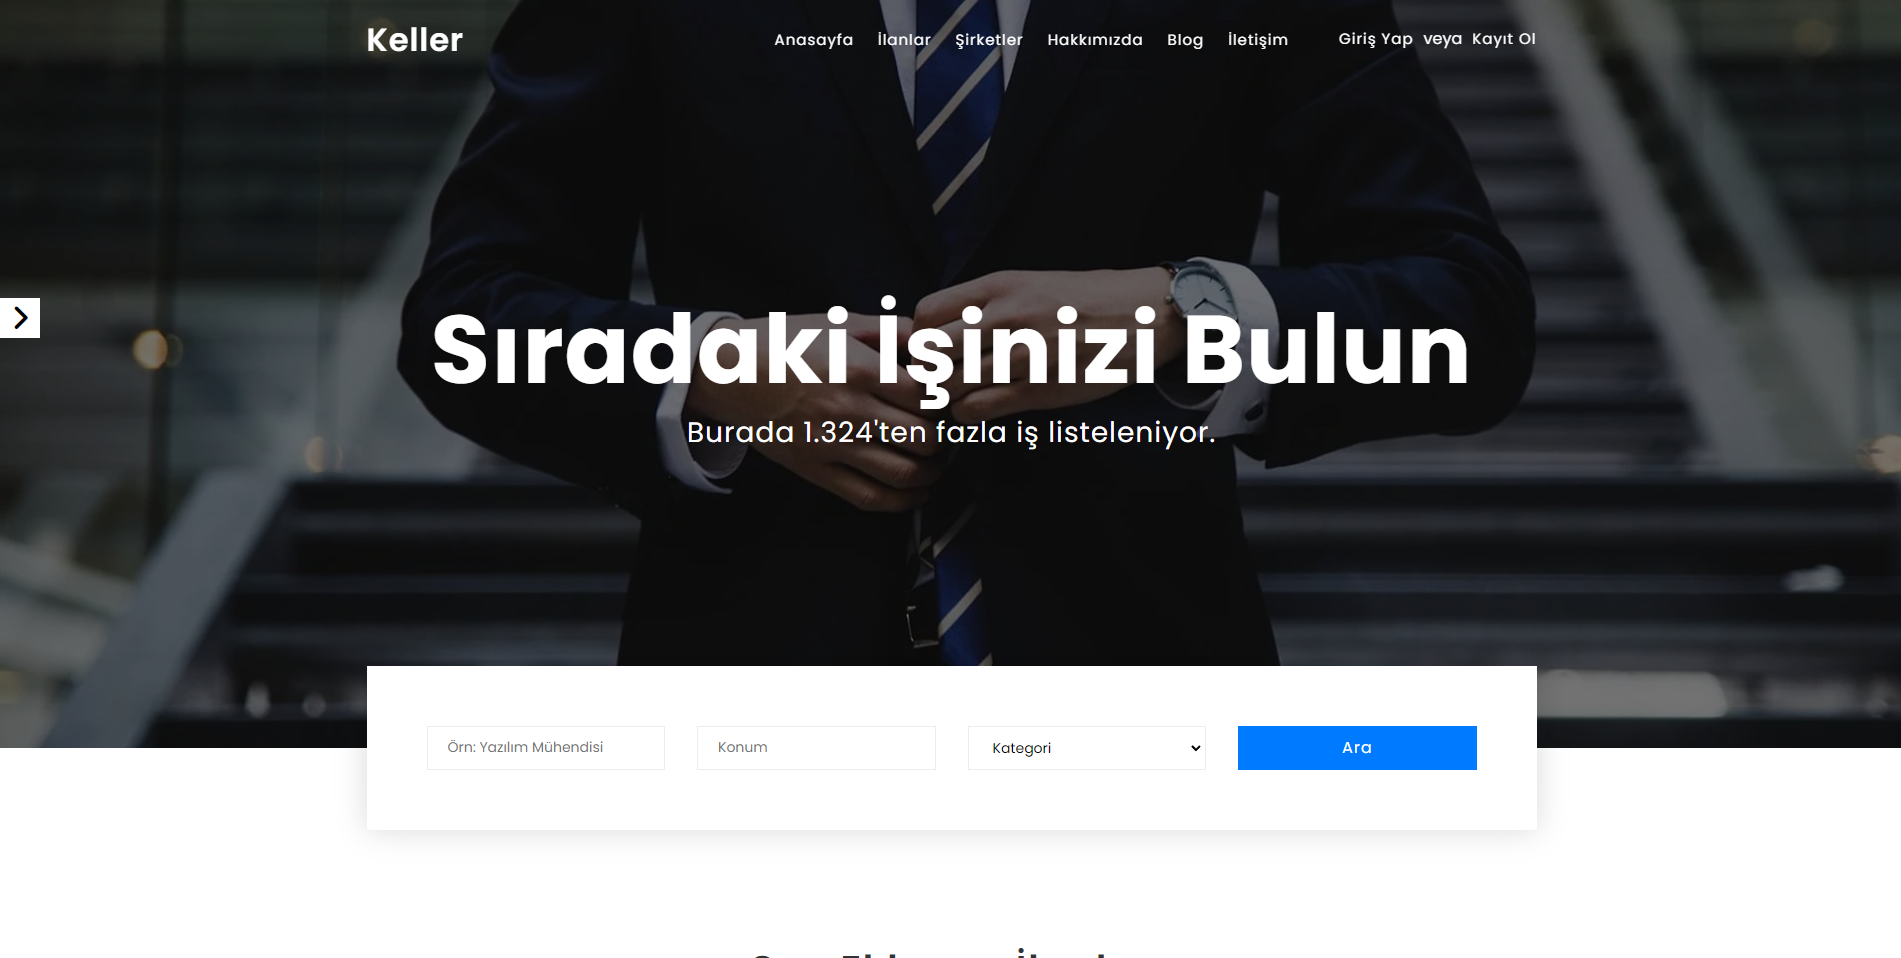 Keller
Anasayfa İlanlar Şirketler Hakkımızda Blog İletişim Giriş Yap veya Kayıt Ol
Sıradaki İşinizi Bulun
Burada 1.324'ten fazla iş listeleniyor.
Örn: Yazılım Mühendisi Konum Kategori Ara